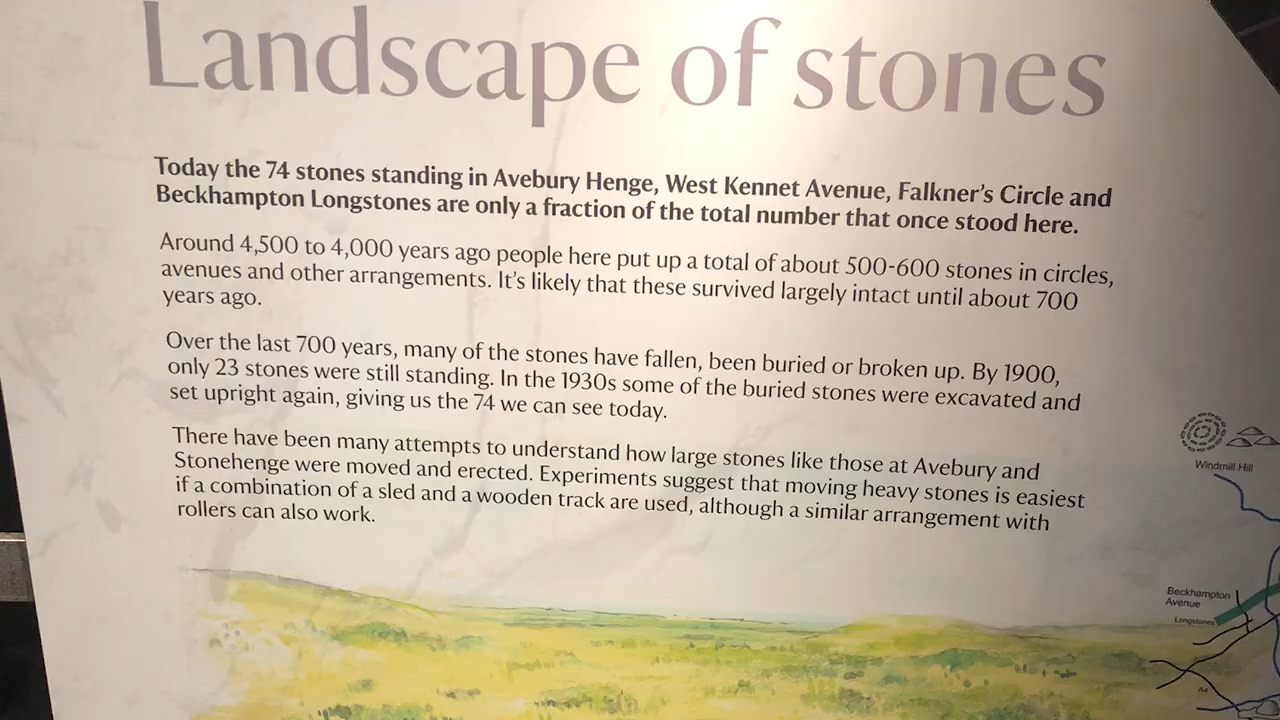 Landscape of stones
Today the 74 stones standing in Avebury Henge, West Kennet Avenue, Falkner's Circle and
Beckhampton Longstones are only a fraction of the total number that once stood here.
Around 4,500 to 4,000 years ago people here put up a total of about 500-600 stones in circles,
avenues and other arrangements. It's likely that these survived largely intact until about 700
years ago.
Over the last 700 years, many of the stones have fallen, been buried or broken up. By 1900,
only 23 stones were still standing. In the 1930s some of the buried stones were excavated and
set upright again, giving us the 74 we can see today.
There have been many attempts to understand how large stones like those at Avebury and
Stonehenge were moved and erected. Experiments suggest that moving heavy stones is easiest
if a combination of a sled and a wooden track are used, although a similar arrangement with
rollers can also work.
Windmill Hill
Beckhampton
Avenue
Longstones
A4